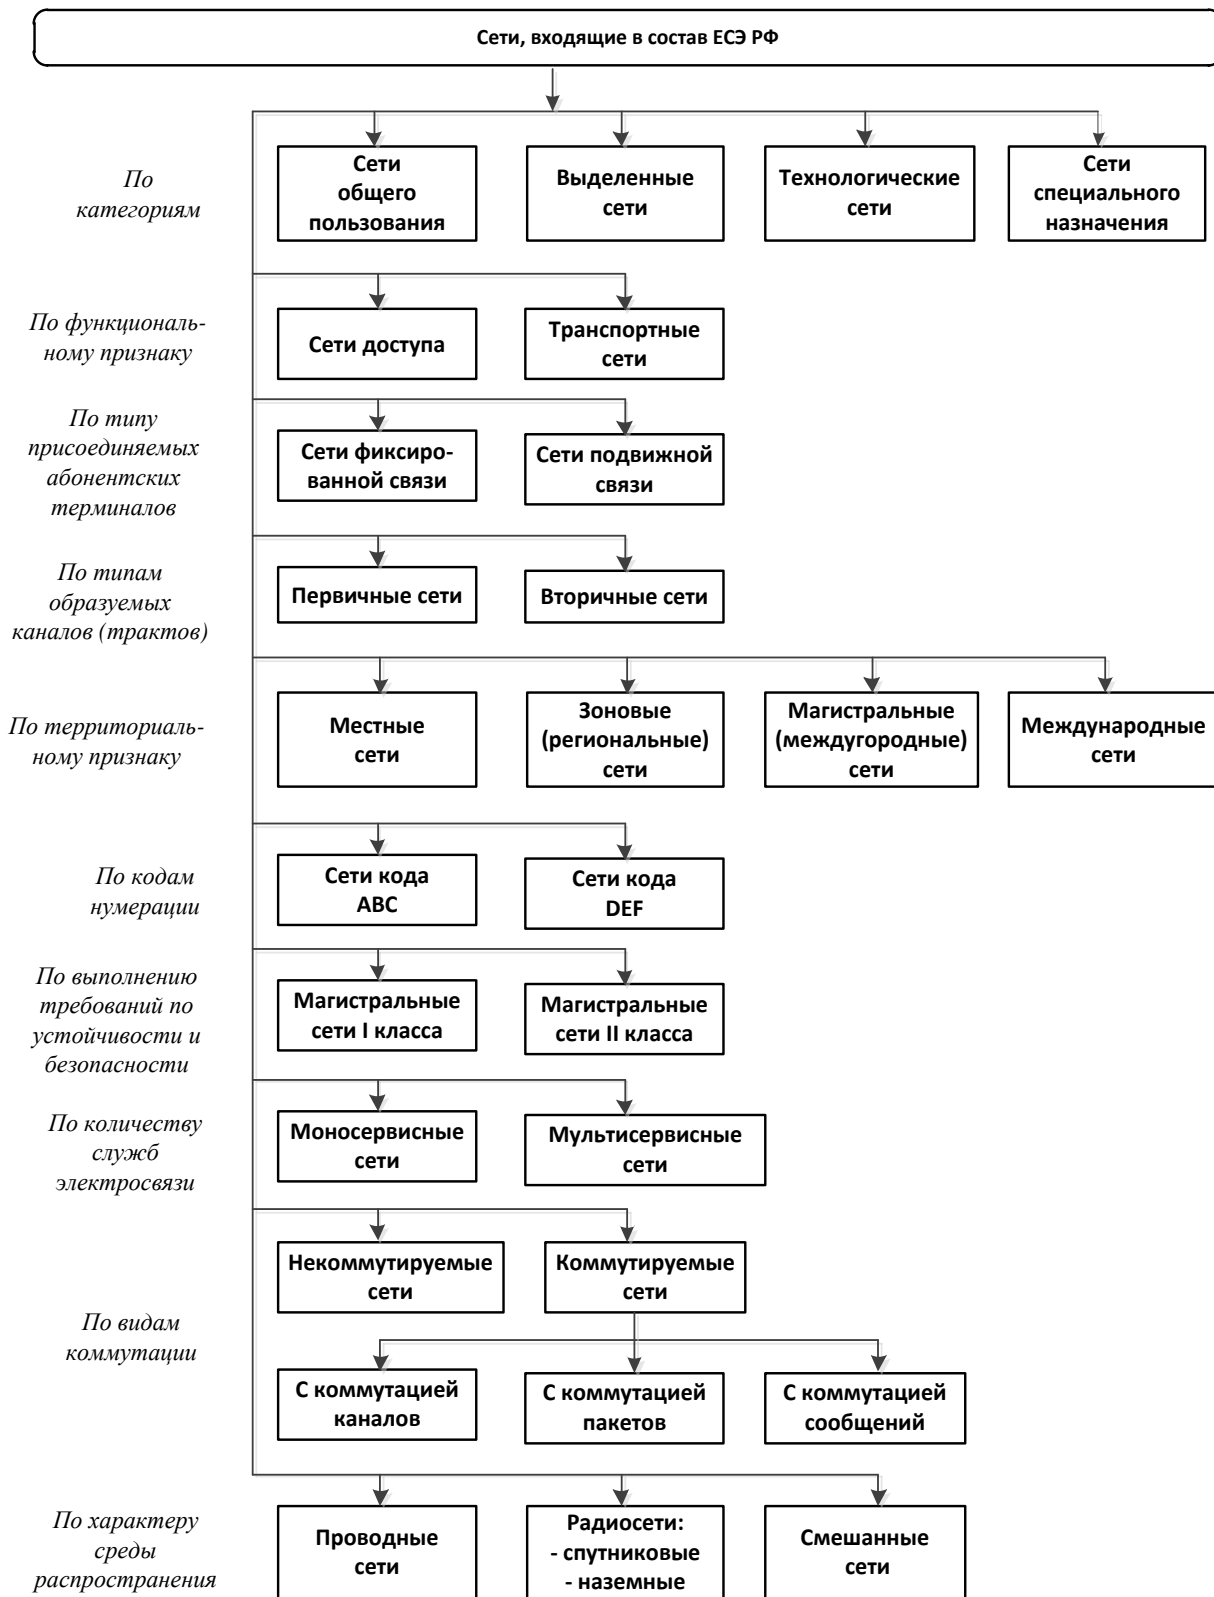 Сети, входящие в состав ЕСЭ РФ
По
категориям
Сети
общего
пользования
Выделенные
сети
Технологические
сети
Сети
специального
назначения
По функциональ-
ному признаку
Сети доступа
Транспортные
сети
По типу
присоединяемых
абонентских
терминалов
Сети фиксиро-
ванной связи
Сети подвижной
связи
По типам
образуемых
каналов (трактов)
Первичные сети
Вторичные сети
По территориаль-
ному признаку
Местные
сети
Зоновые
(региональные)
сети
Магистральные
(междугородные)
сети
Международные
сети
По кодам
нумерации
Сети кода
ABC
Сети кода
DEF
По выполнению
требований по
устойчивости и
безопасности
Магистральные
сети I класса
Магистральные
сети II класса
По количеству
служб
электросвязи
Моносервисные
сети
Мультисервисные
сети
По видам
коммутации
Некоммутируемые
сети
Коммутируемые
сети
С коммутацией
каналов
С коммутацией
пакетов
С коммутацией
сообщений
По характеру
среды
распространения
Проводные
сети
Радиосети:
- спутниковые
- наземные
Смешанные
сети